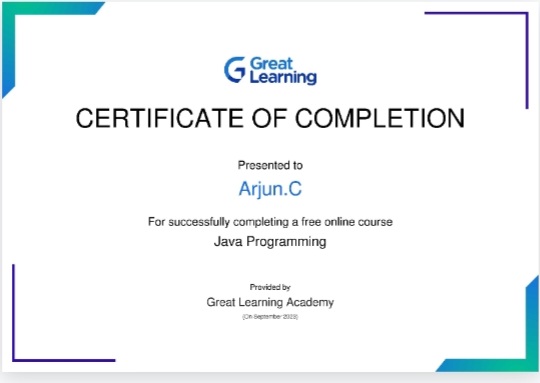 Great
Learning
CERTIFICATE OF COMPLETION
Presented to
Arjun.C
For successfully completing a free online course
Java Programming
Provided by
Great Learning Academy
(On September 2023)